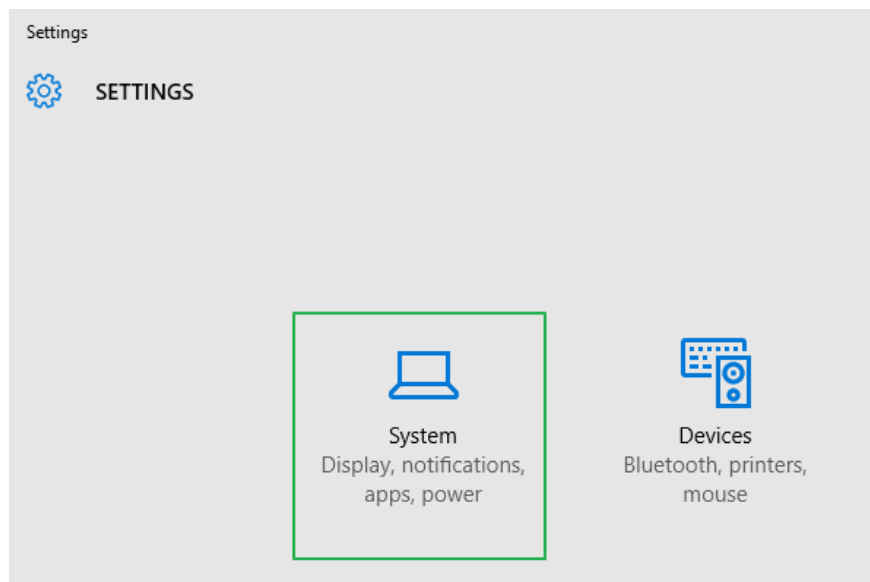 Settings
SETTINGS
System
Display, notifications,
apps, power
Devices
Bluetooth, printers,
mouse